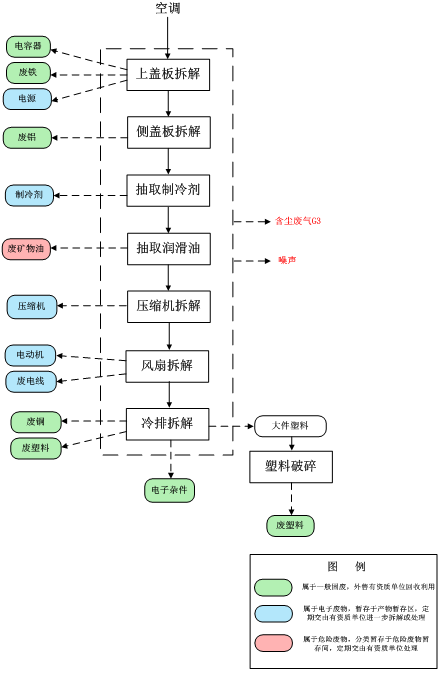 空调
电容器
废铁
电源
上盖板拆解
废铝
侧盖板拆解
制冷剂
抽取制冷剂
含尘废气G3
废矿物油
抽取润滑油
噪声
压缩机
压缩机拆解
电动机
废电线
风扇拆解
废铜
废塑料
冷排拆解
大件塑料
塑料破碎
电子杂件
废塑料
图 例
属于一般固废，外售有资质单位回收利用
属于电子废物，暂存于产物暂存区，定
期交由有资质单位进一步拆解或处理
属于危险废物，分类暂存于危险废物暂
存间，定期交由有资质单位处理